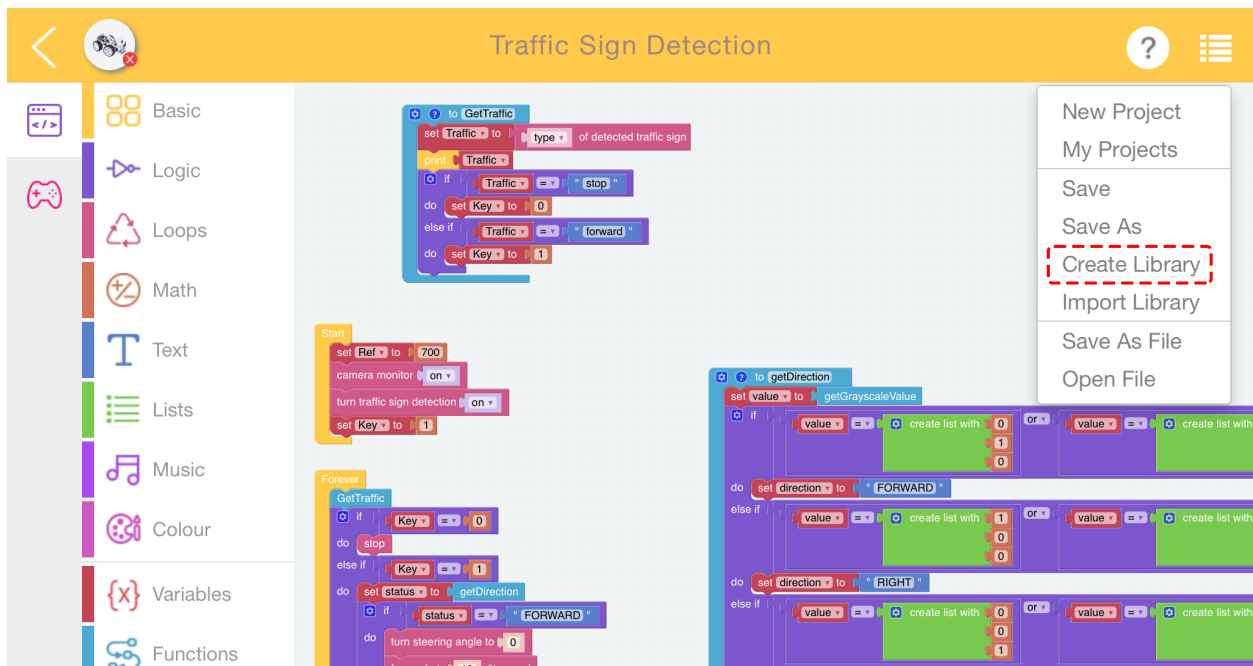 Traffic Sign Detection
?
Basic
Logic
Loops
Math
Text
Lists
Music
Colour
Variables
Functions
New Project
My Projects
Save
Save As
Create Library
Import Library
Save As File
Open File
? to GetTraffic
set Traffic to type of detected traffic sign
print Traffic
if Traffic = " stop "
do set Key to 0
else if Traffic = " forward "
do set Key to 1
Start
set Ref to 700
camera monitor on
turn traffic sign detection on
set Key to 1
Forever
GetTraffic
if Key = 0
do stop
else if Key = 1
do set status to getDirection
if status = " FORWARD "
do turn steering angle to 0
? to getDirection
set value to getGrayscaleValue
if value = create list with 0 or value = create list with
1
0
do set direction to " FORWARD "
else if value = create list with 1 or value = create list with
0
0
do set direction to " RIGHT "
else if value = create list with 0 or value = create list with
0
1